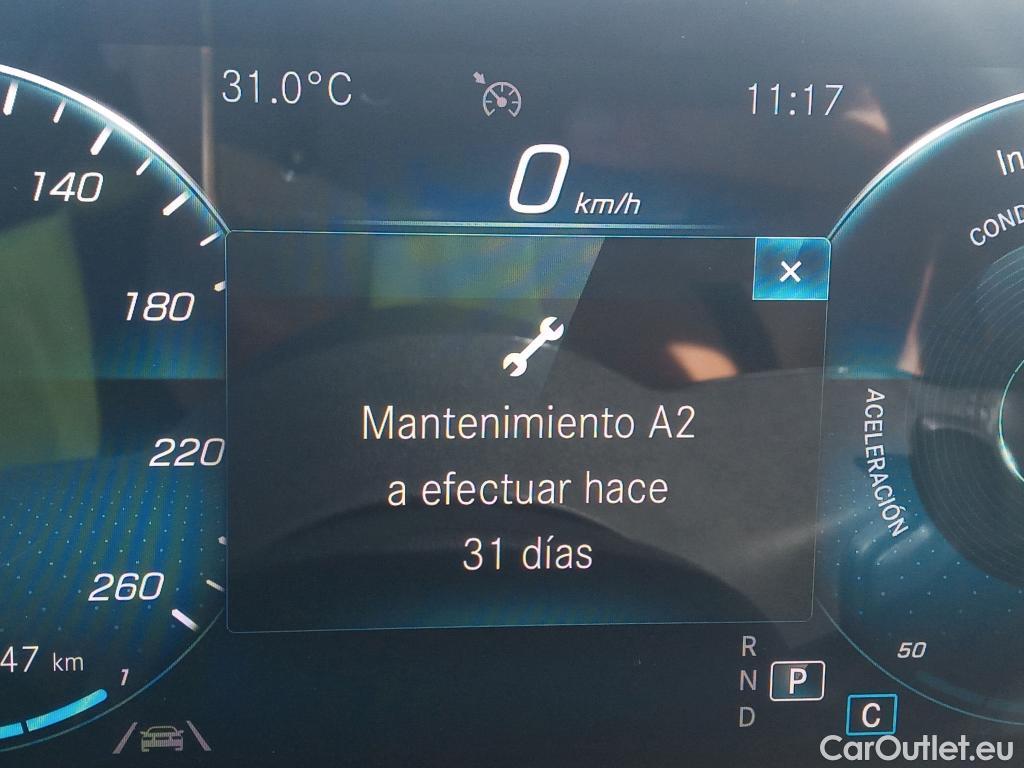 31.0°C
11:17
0 km/h
140
180
220
260
47 km
1
Mantenimiento A2
a efectuar hace
31 días
ACELERACIÓN
50
R
N
P
D
C
CarOutlet.eu